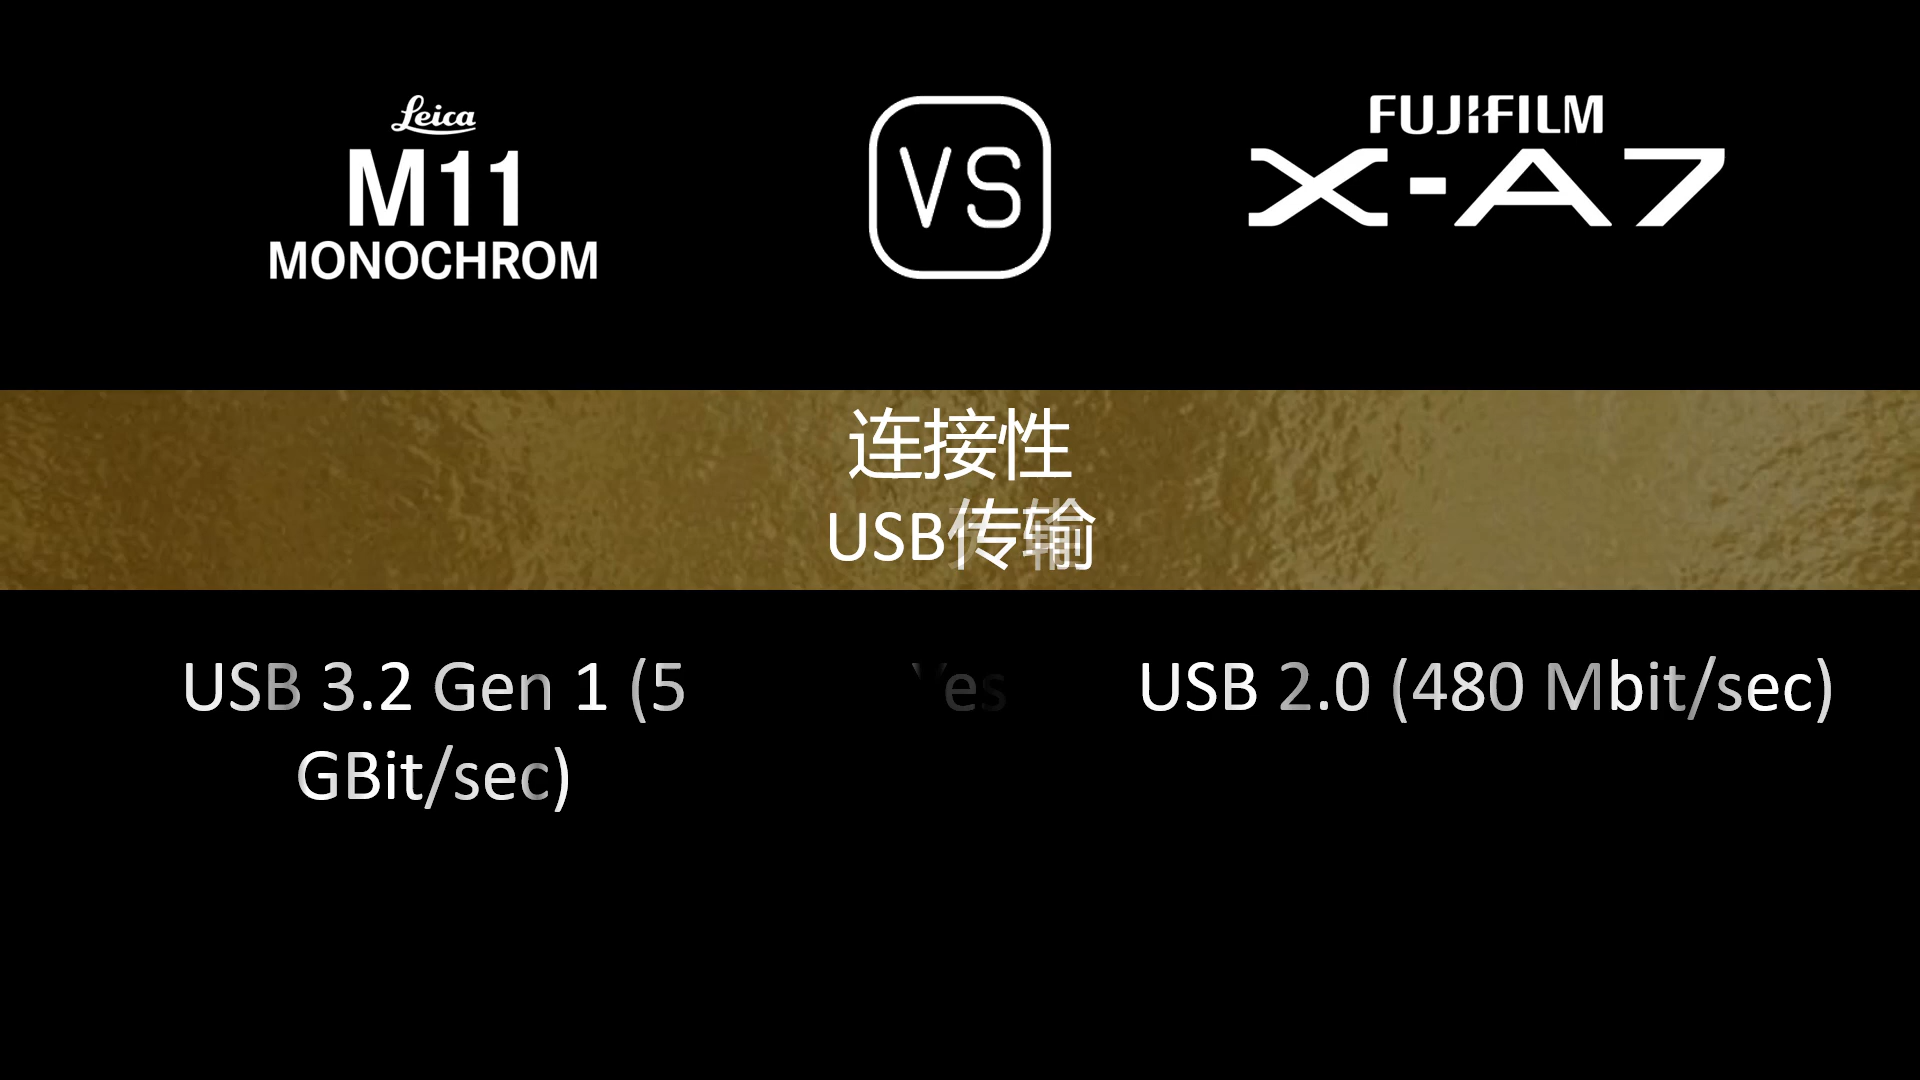 Leica
M11
MONOCHROM
VS
FUJIFILM
X-A7
连接性
USB传输
USB 3.2 Gen 1 (5
GBit/sec)
Yes
USB 2.0 (480 Mbit/sec)